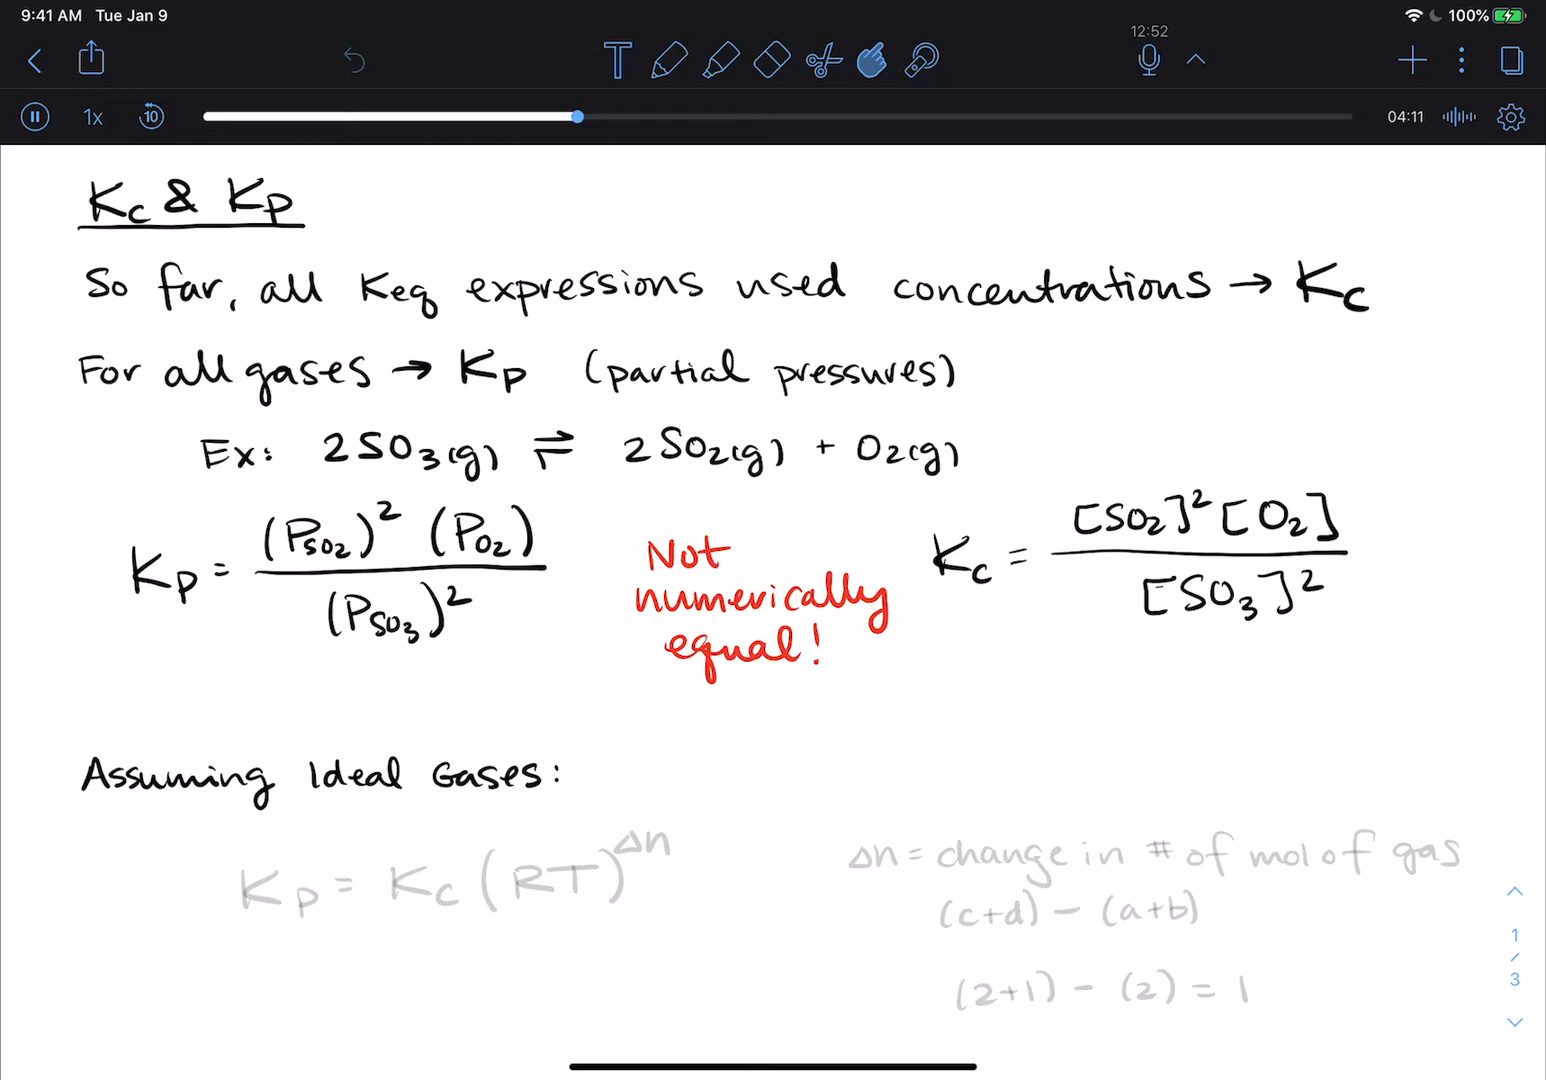 9:41 AM Tue Jan 9
100%
12:52
T
1x
10
04:11
Kc & Kp
So far, all Keq expressions used concentrations → Kc
For all gases → Kp (partial pressures)
Ex: 2SO₃(g) ⇌ 2SO₂(g) + O₂(g)
Kp = (P_SO₂)² (P_O₂) / (P_SO₃)²
Not numerically equal!
Kc = [SO₂]² [O₂] / [SO₃]²
Assuming Ideal Gases:
Kp = Kc (RT)^Δn
Δn = change in # of mol of gas
(c+d) - (a+b)
(2+1) - (2) = 1
1
/
3